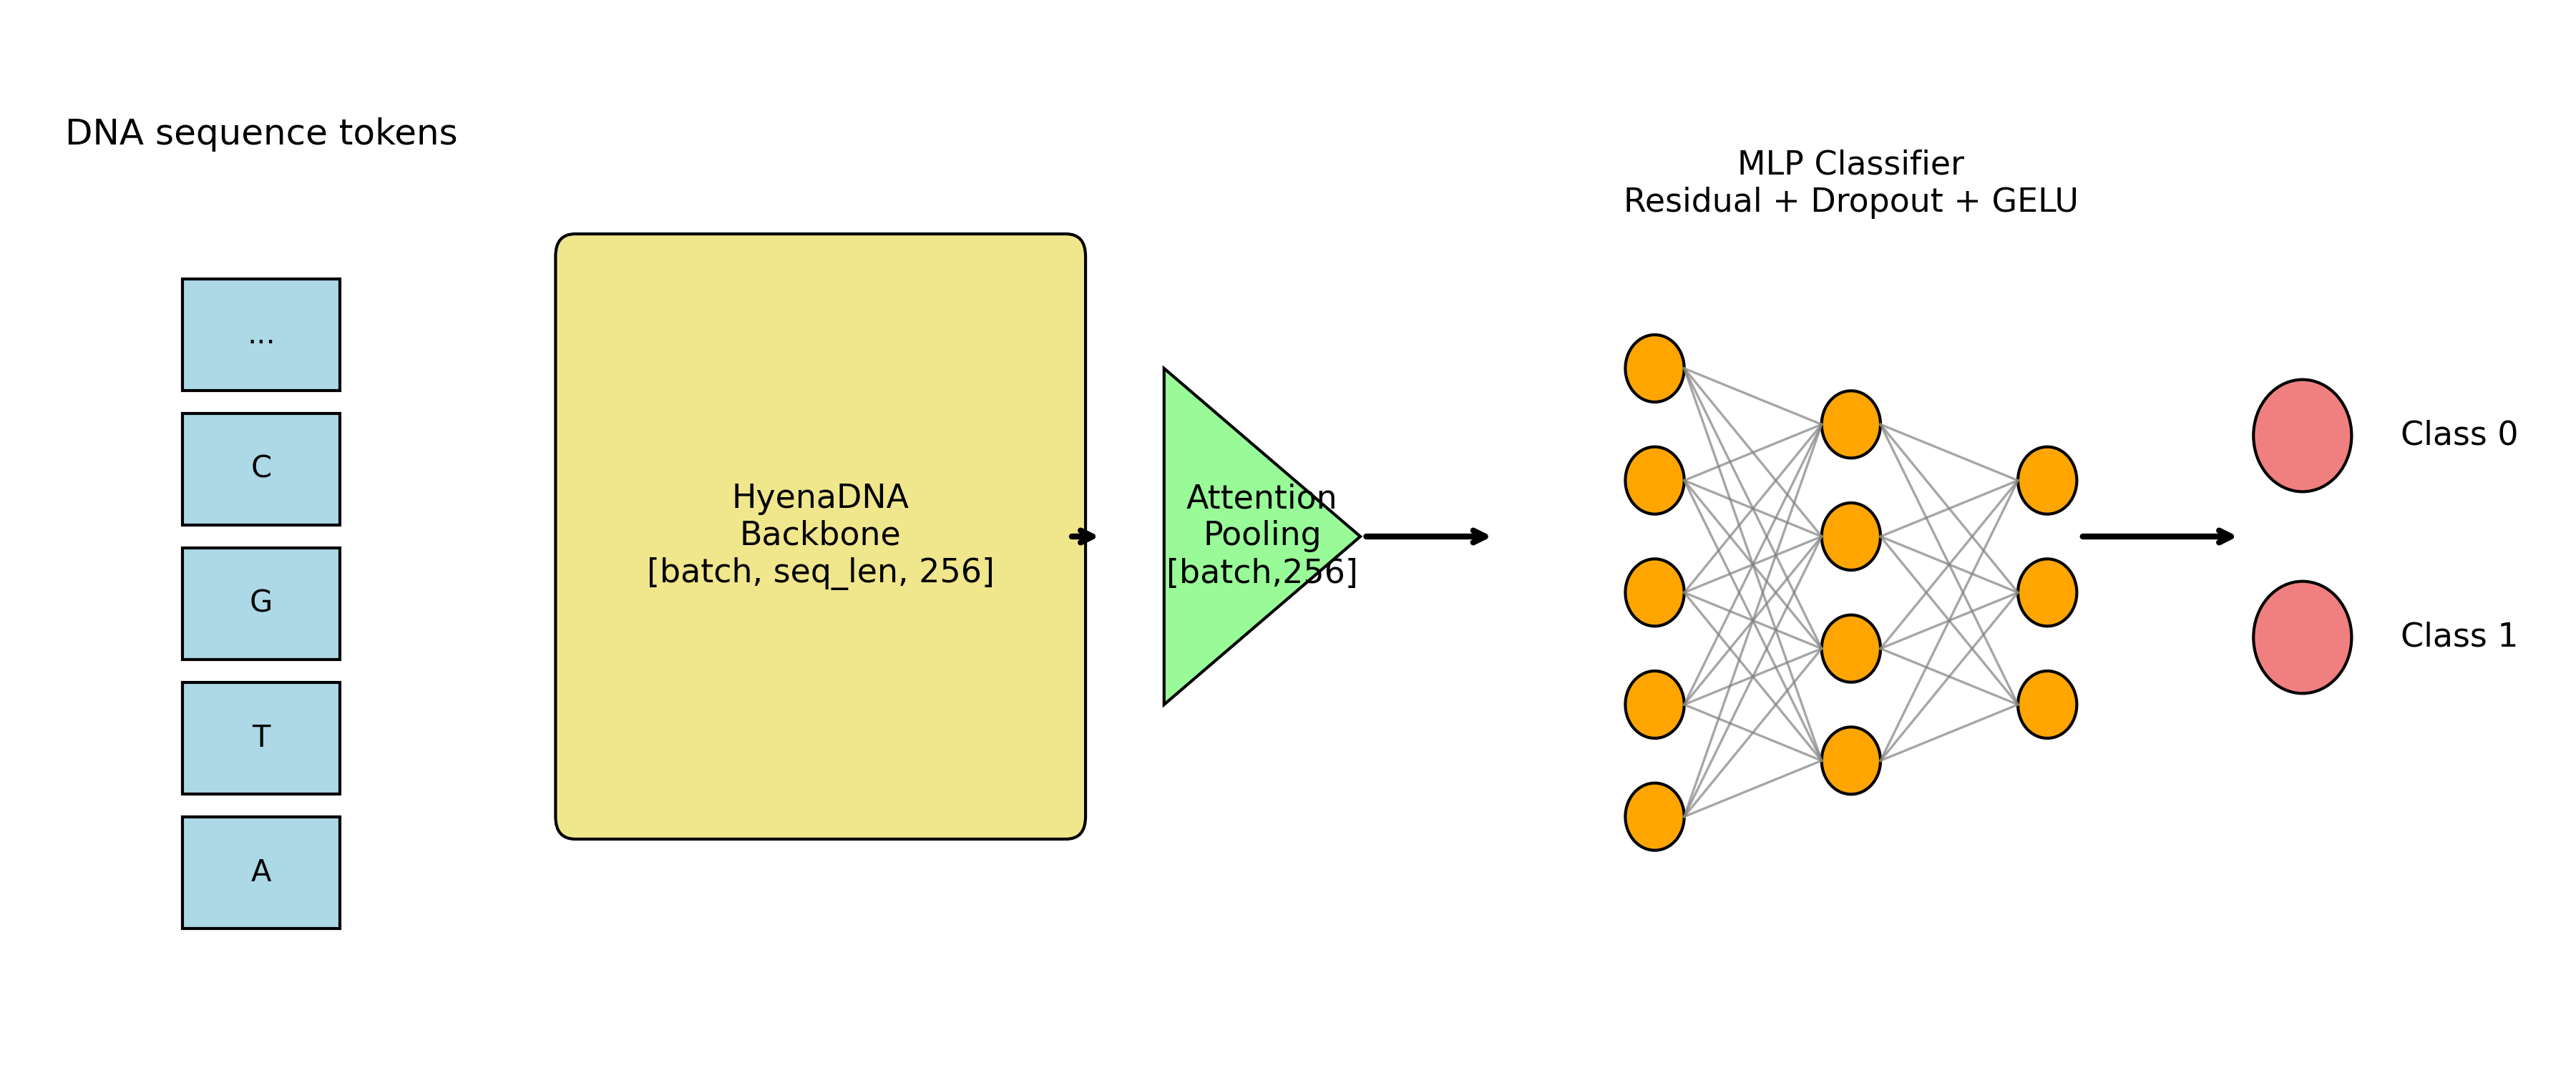 DNA sequence tokens
...
C
G
T
A
HyenaDNA
Backbone
[batch, seq_len, 256]
Attention
Pooling
[batch,256]
MLP Classifier
Residual + Dropout + GELU
Class 0
Class 1